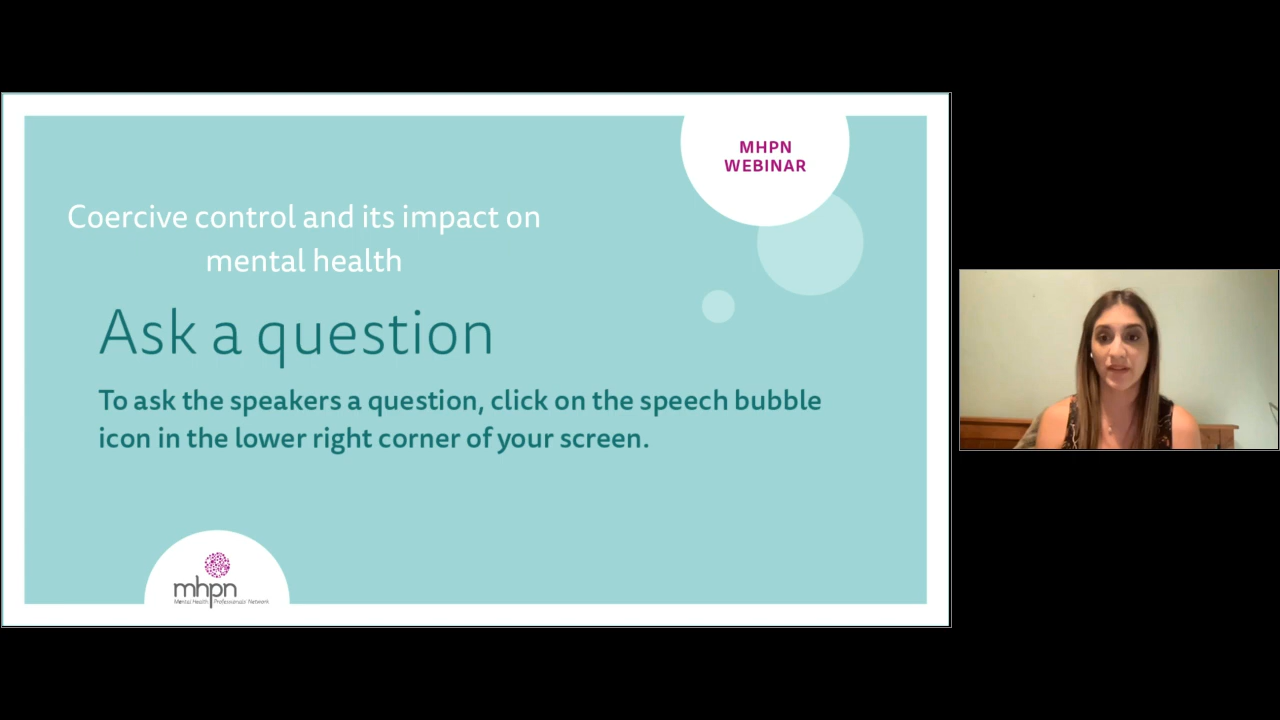 MHPN
WEBINAR
Coercive control and its impact on
mental health
Ask a question
To ask the speakers a question, click on the speech bubble
icon in the lower right corner of your screen.
mhpn
Mental Health Professionals' Network